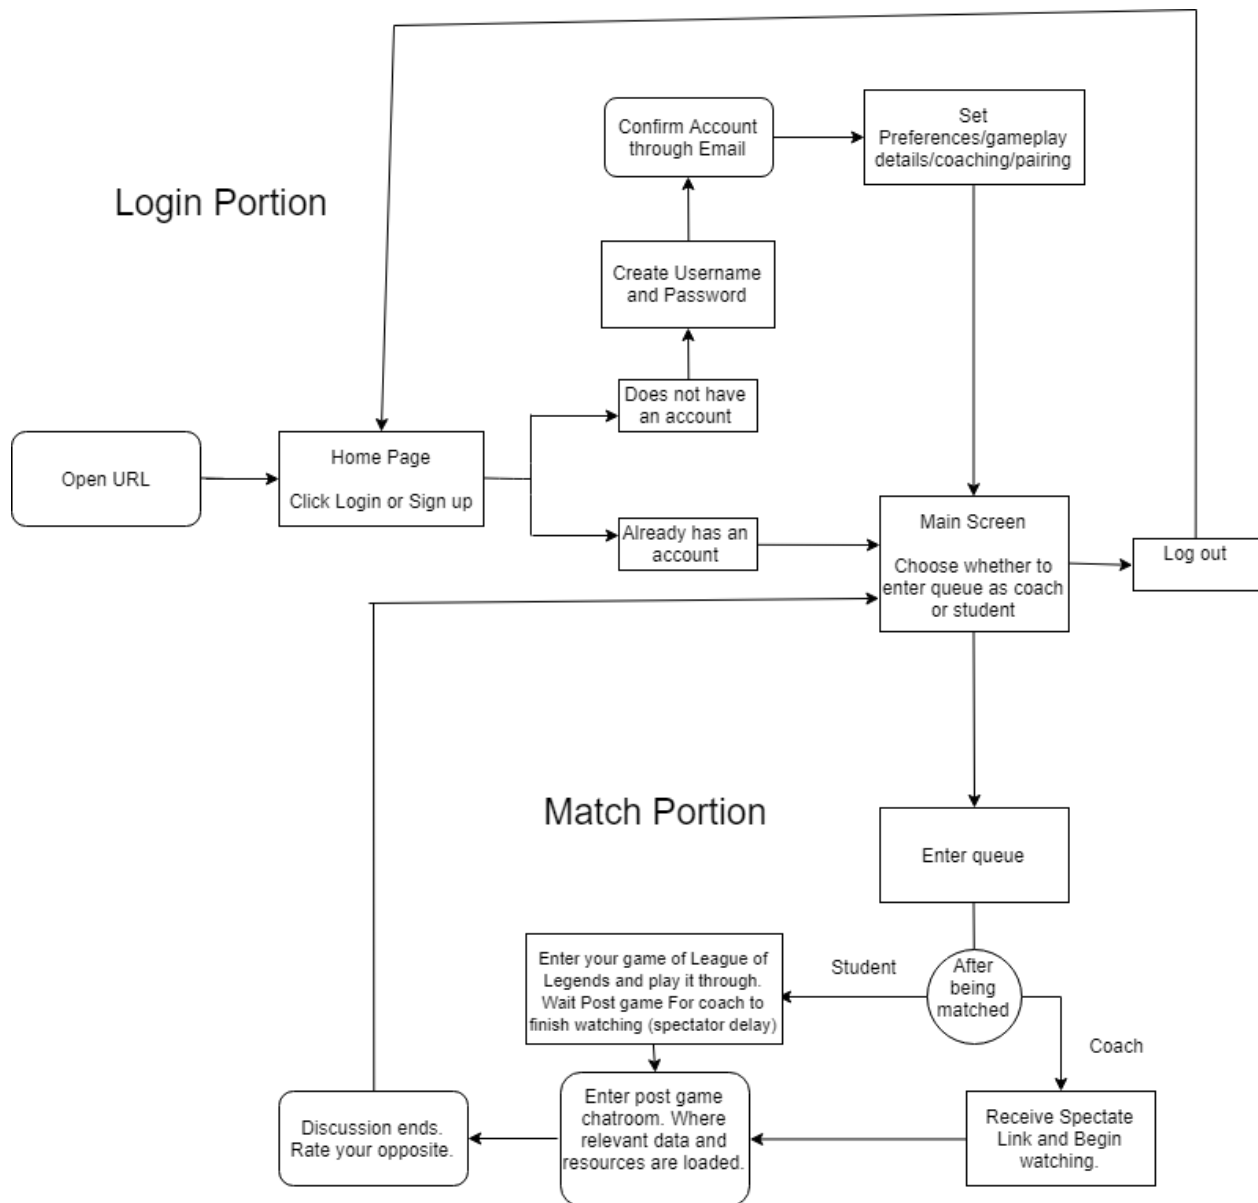 Confirm Account
through Email
Set
Preferences/gameplay
details/coaching/pairing
Login Portion
Create Username
and Password
Does not have
an account
Open URL
Home Page
Click Login or Sign up
Already has an
account
Main Screen
Choose whether to
enter queue as coach
or student
Log out
Match Portion
Enter queue
Enter your game of League of
Legends and play it through.
Wait Post game For coach to
finish watching (spectator delay)
Student
After
being
matched
Coach
Discussion ends.
Rate your opposite.
Enter post game
chatroom. Where
relevant data and
resources are loaded.
Receive Spectate
Link and Begin
watching.